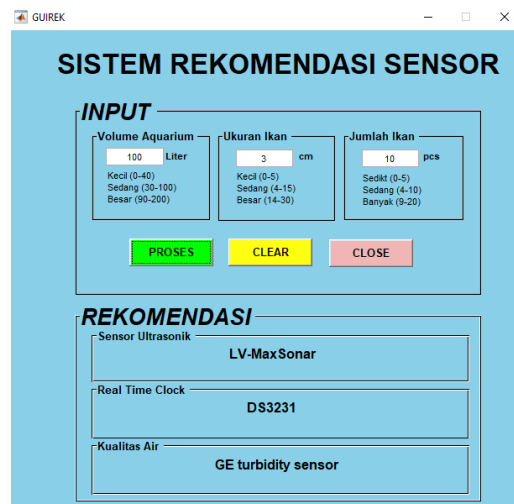 GUIREK
SISTEM REKOMENDASI SENSOR
INPUT
Volume Aquarium
100 Liter
Kecil (0-40)
Sedang (30-100)
Besar (90-200)
Ukuran Ikan
3 cm
Kecil (0-5)
Sedang (4-15)
Besar (14-30)
Jumlah Ikan
10 pcs
Sedikt (0-5)
Sedang (4-10)
Banyak (9-20)
PROSES CLEAR CLOSE
REKOMENDASI
Sensor Ultrasonik
LV-MaxSonar
Real Time Clock
DS3231
Kualitas Air
GE turbidity sensor